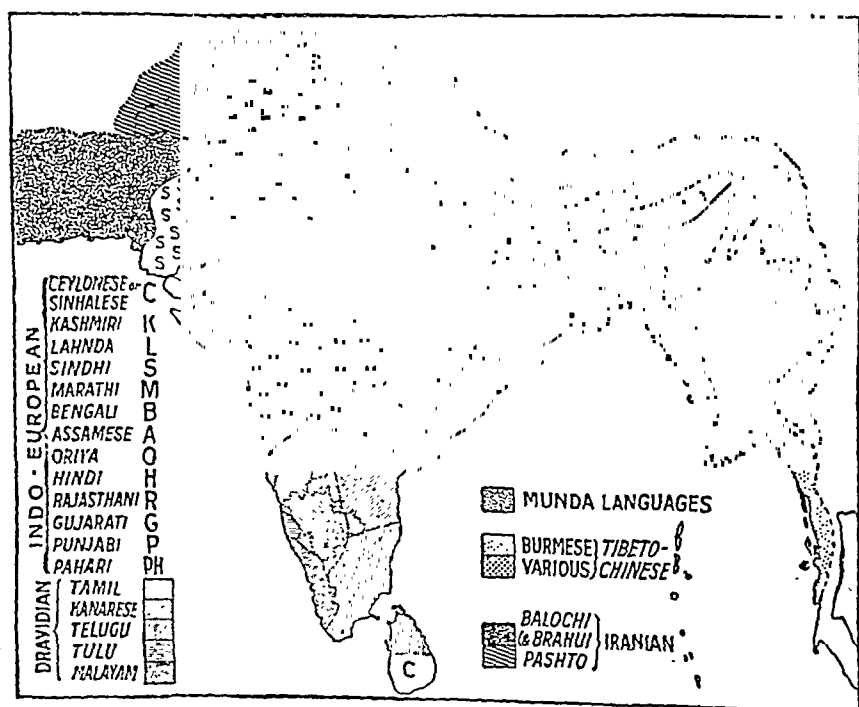 S
S
S S
S S
S S
INDO-EUROPEAN
CEYLONESE or
SINHALESE C
KASHMIRI K
LAHNDA L
SINDHI S
MARATHI M
BENGALI B
ASSAMESE A
ORIYA O
HINDI H
RAJASTHANI R
GUJARATI G
PUNJABI P
PAHARI PH
DRAVIDIAN
TAMIL
KANARESE
TELUGU
TULU
MALAYAM
C
MUNDA LANGUAGES
BURMESE TIBETO-
VARIOUS CHINESE
BALOCHI
(& BRAHUI IRANIAN
PASHTO